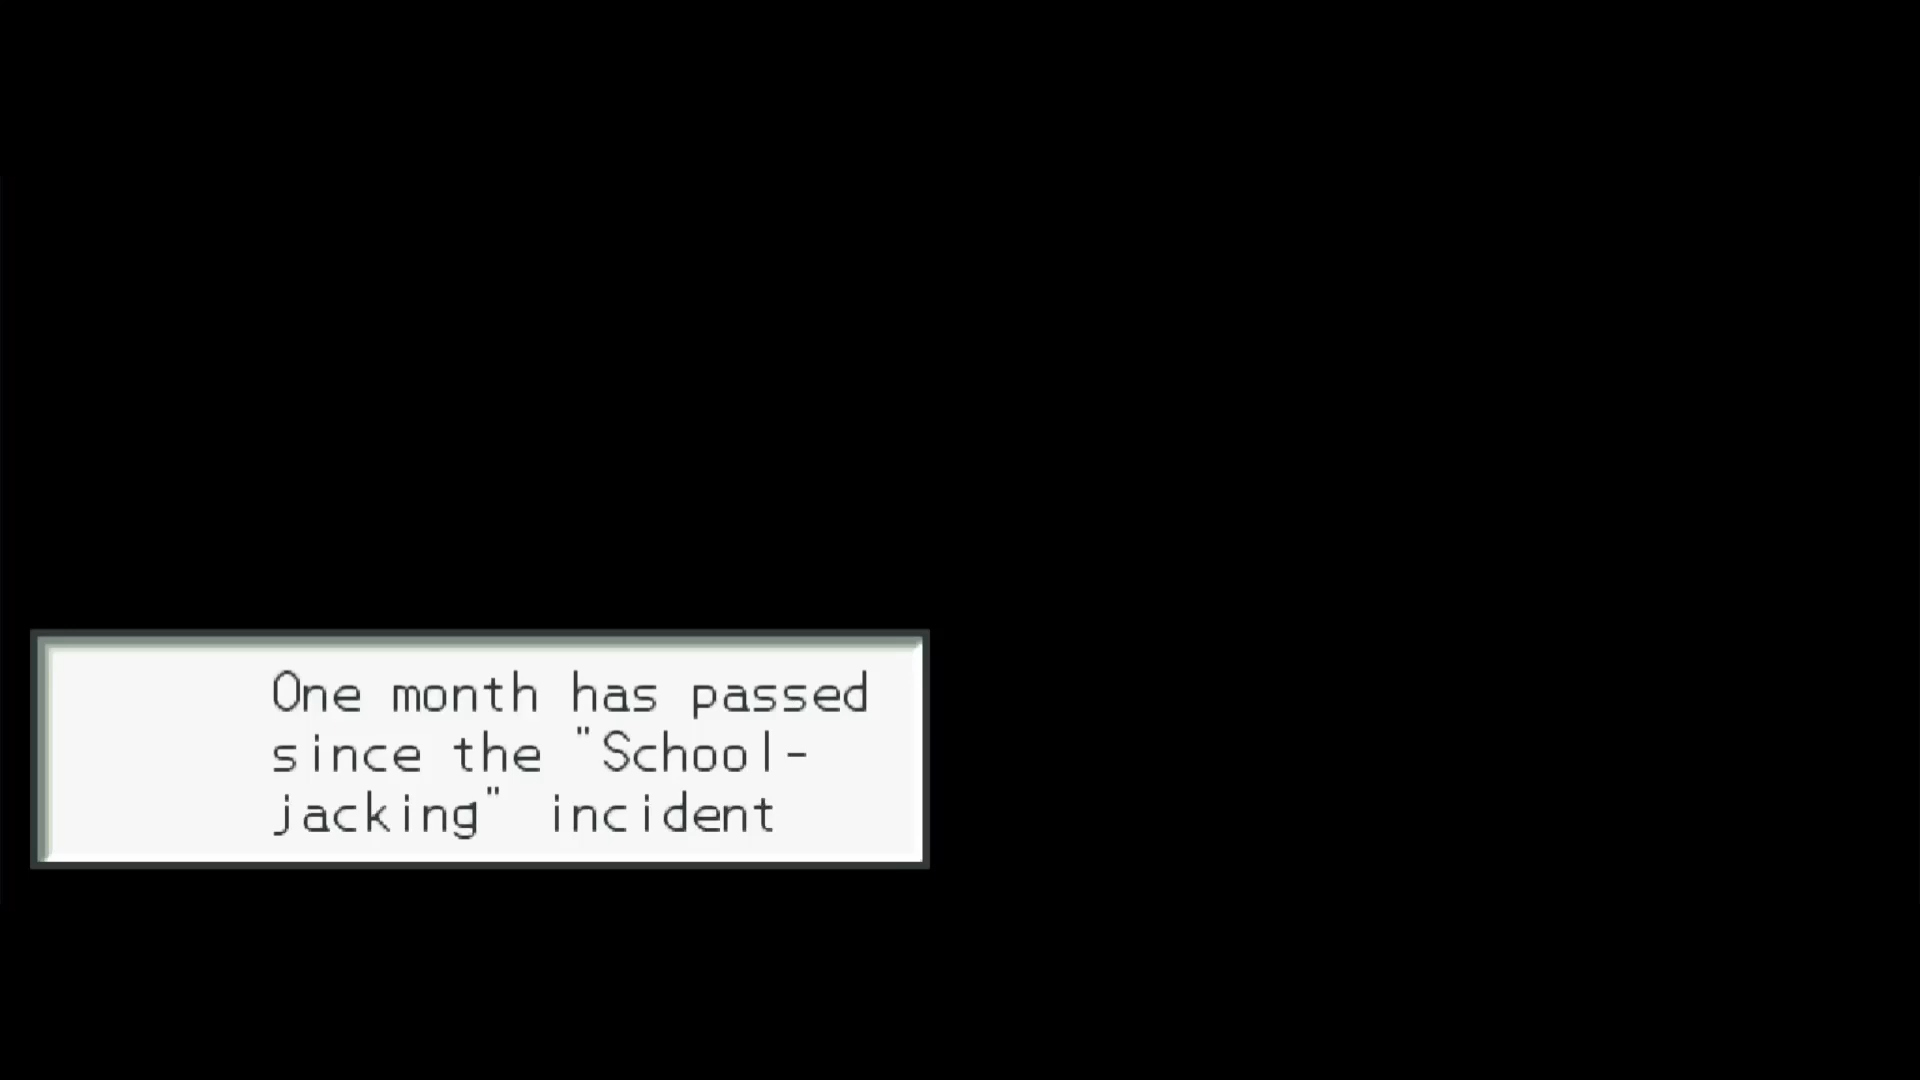 One month has passed
since the "School-
jacking" incident